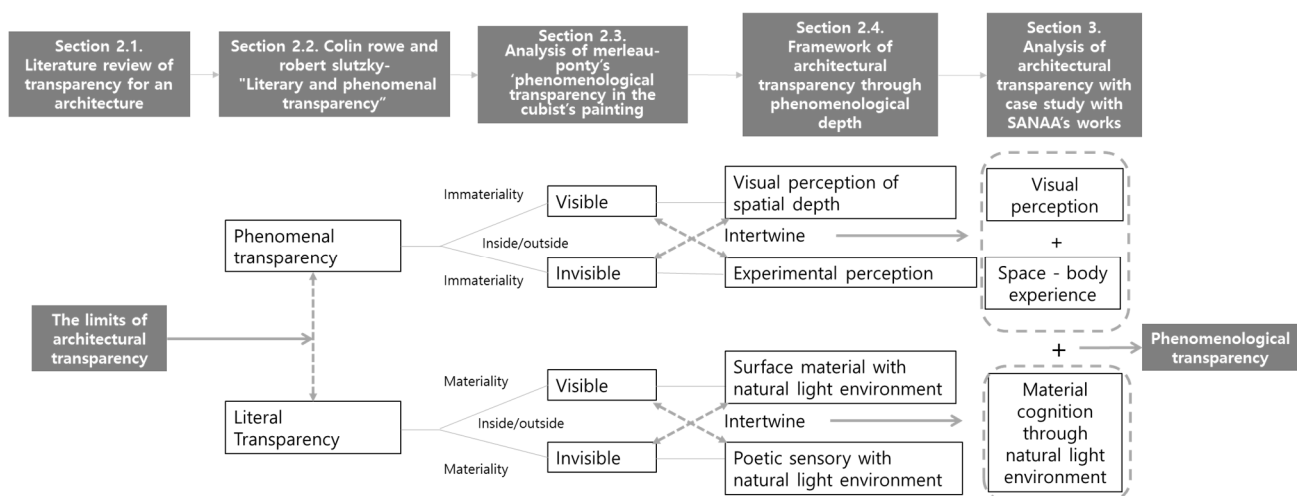 Section 2.1.
Literature review of
transparency for an
architecture
Section 2.2. Colin rowe and
robert slutzky-
"Literary and phenomenal
transparency”
Section 2.3.
Analysis of merleau-
ponty’s
‘phenomenological
transparency in the
cubist’s painting
Section 2.4.
Framework of
architectural
transparency through
phenomenological
depth
Section 3.
Analysis of
architectural
transparency with
case study with
SANAA’s works
The limits of
architectural
transparency
Phenomenal
transparency
Literal
Transparency
Immateriality
Inside/outside
Immateriality
Visible
Invisible
Visual perception of
spatial depth
Intertwine
Experimental perception
Visual
perception
+
Space - body
experience
+
Phenomenological
transparency
Materiality
Inside/outside
Materiality
Visible
Invisible
Surface material with
natural light environment
Intertwine
Poetic sensory with
natural light environment
Material
cognition
through
natural light
environment